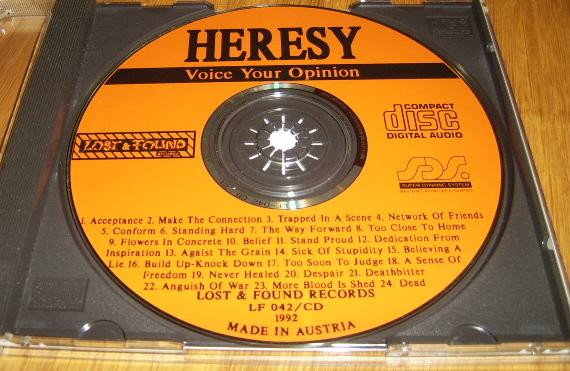 HERESY
Voice Your Opinion
COMPACT
disc
DIGITAL AUDIO
LOST & FOUND
SDS
SUPER DYNAMIC SYSTEM
1. Acceptance 2. Make The Connection 3. Trapped In A Scene 4. Network Of Friends
5. Conform 6. Standing Hard 7. The Way Forward 8. Too Close To Home
9. Flowers In Concrete 10. Belief 11. Stand Proud 12. Dedication From
Inspiration 13. Agaist The Grain 14. Sick Of Stupidity 15. Believing A
Lie 16. Build Up-Knock Down 17. Too Soon To Judge 18. A Sense Of
Freedom 19. Never Healed 20. Despair 21. Deathbitter
22. Anguish Of War 23. More Blood Is Shed 24. Dead
LOST & FOUND RECORDS
LF 042/CD
1992
MADE IN AUSTRIA